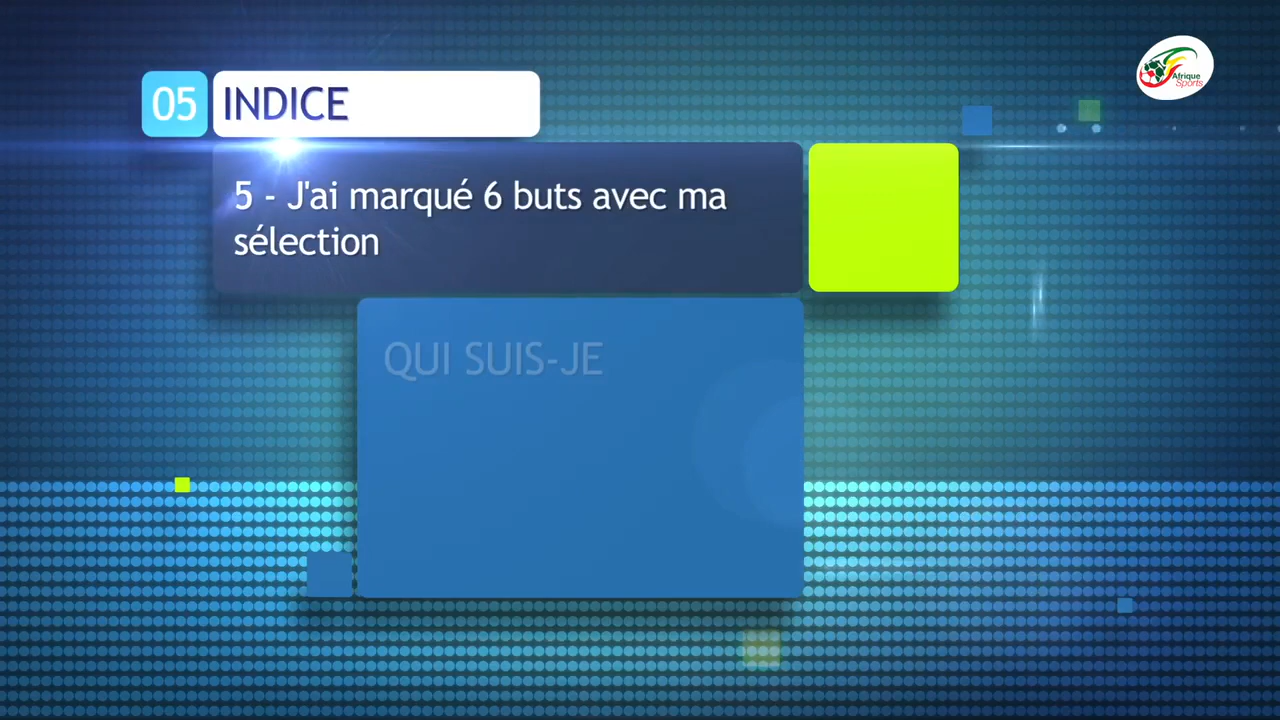 05 INDICE
Afrique
Sports
5 - J'ai marqué 6 buts avec ma
sélection
QUI SUIS-JE